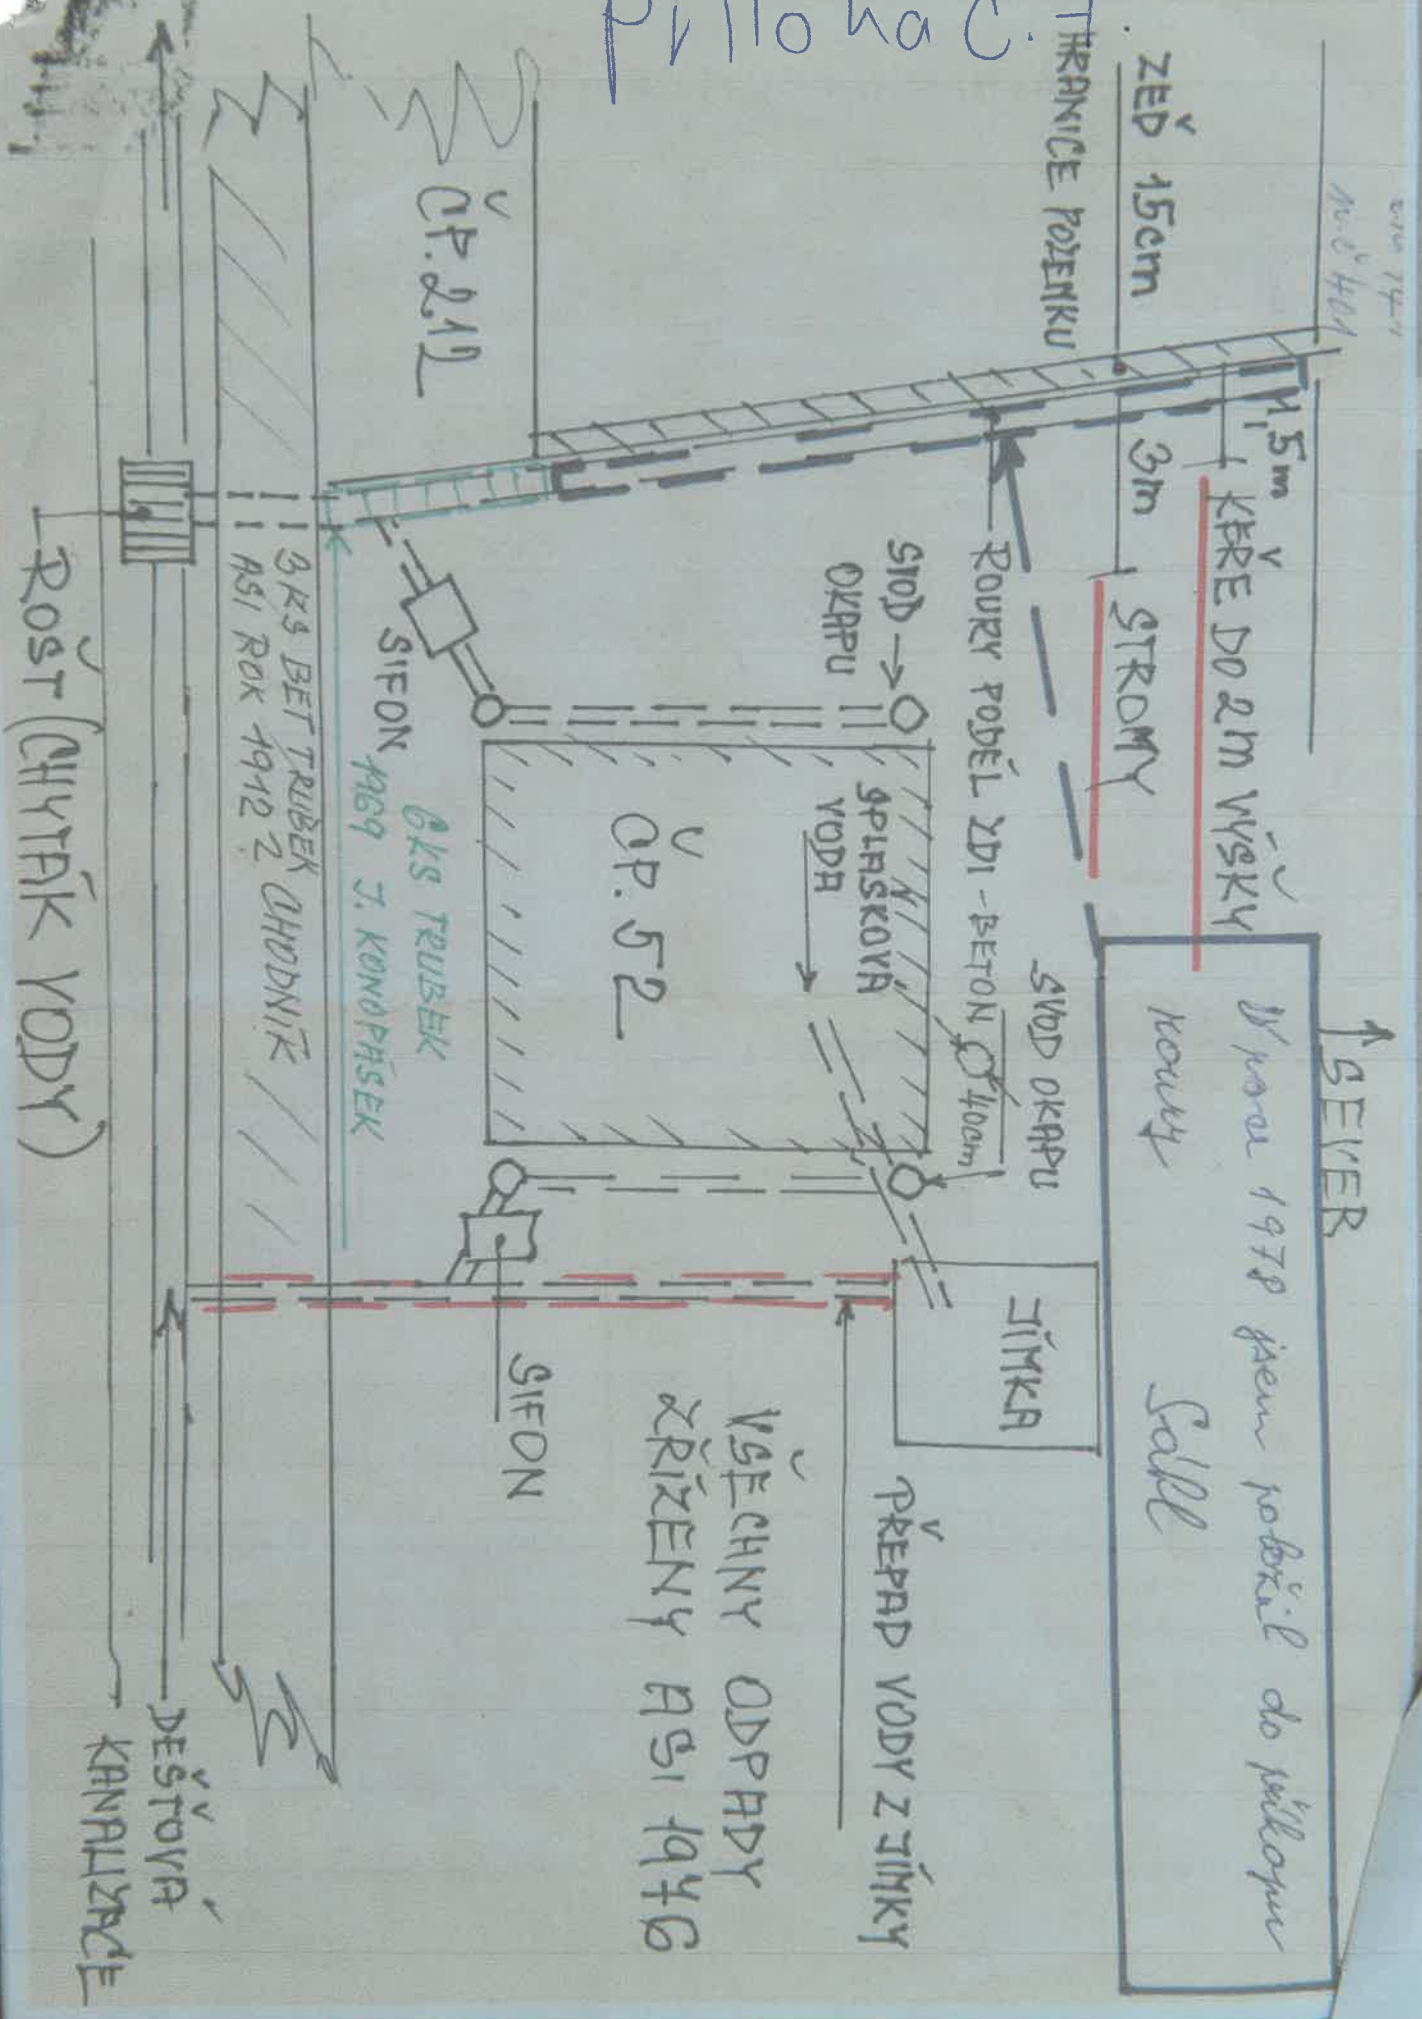 příloha č. 1.
ZEĎ 15cm
HRANICE POZEMKU
1,5m KEŘE DO 2m VÝŠKY
3m STROMY
↑ SEVER
V roce 1978 jsem položil do příkopu
roury
ROURY PODÉL ZDI - BETON Ø 40cm
SVOD OKAPU
SVOD →
OKAPU
SPLAŠKOVÁ
VODA
ČP. 212
ČP. 52
JÍMKA
PŘEPAD VODY Z JÍMKY
VŠECHNY ODPADY
ZŘÍZENY ASI 1976
SIFON
SIFON
6KS TRUBEK
1969 J. KONOPÁSEK
3KS BET TRUBEK
ASI ROK 1912 ?
CHODNÍK
ROŠT (CHYTÁK VODY)
DEŠŤOVÁ
KANALIZACE